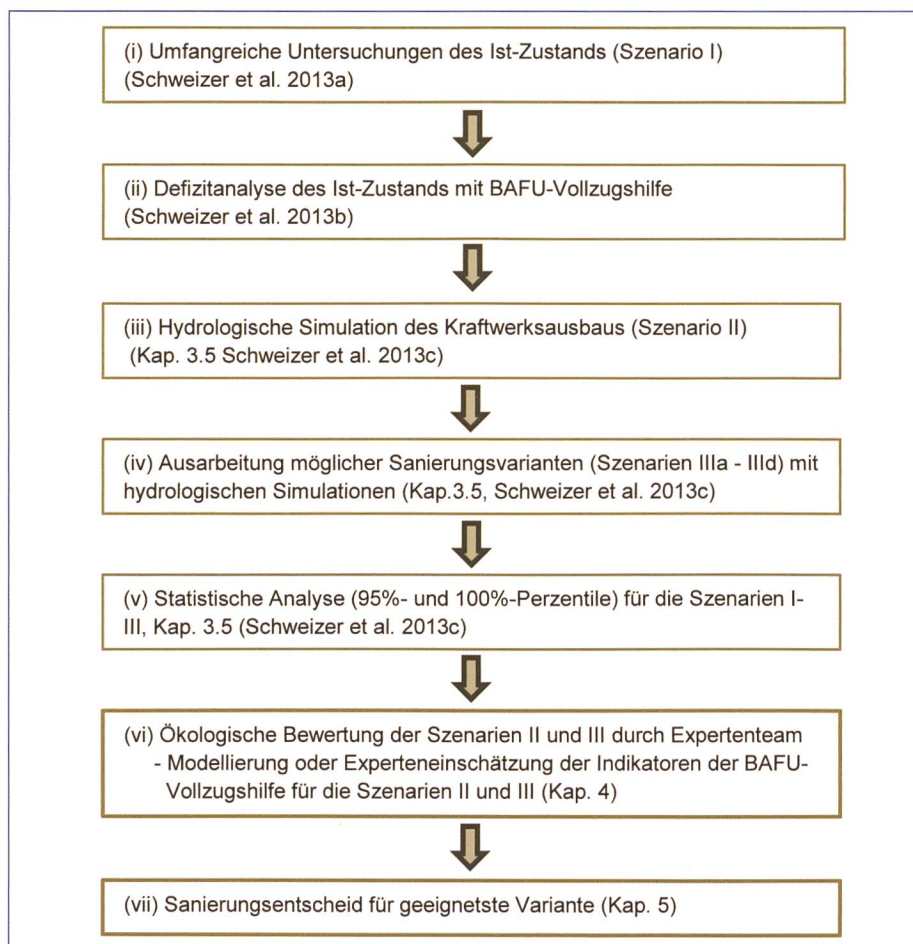 (i) Umfangreiche Untersuchungen des Ist-Zustands (Szenario I)
(Schweizer et al. 2013a)
(ii) Defizitanalyse des Ist-Zustands mit BAFU-Vollzugshilfe
(Schweizer et al. 2013b)
(iii) Hydrologische Simulation des Kraftwerksausbaus (Szenario II)
(Kap. 3.5 Schweizer et al. 2013c)
(iv) Ausarbeitung möglicher Sanierungsvarianten (Szenarien IIIa - IIId) mit
hydrologischen Simulationen (Kap.3.5, Schweizer et al. 2013c)
(v) Statistische Analyse (95%- und 100%-Perzentile) für die Szenarien I-
III, Kap. 3.5 (Schweizer et al. 2013c)
(vi) Ökologische Bewertung der Szenarien II und III durch Expertenteam
- Modellierung oder Experteneinschätzung der Indikatoren der BAFU-
Vollzugshilfe für die Szenarien II und III (Kap. 4)
(vii) Sanierungsentscheid für geeignetste Variante (Kap. 5)